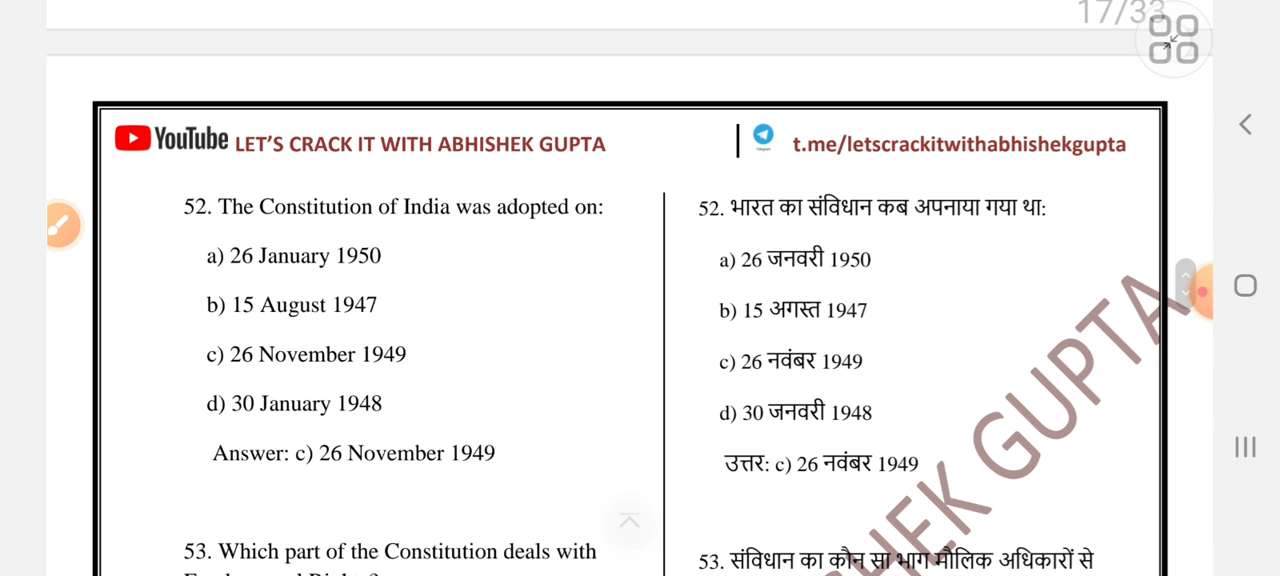 17/33
YouTube LET'S CRACK IT WITH ABHISHEK GUPTA
t.me/letscrackitwithabhishekgupta
52. The Constitution of India was adopted on:
a) 26 January 1950
b) 15 August 1947
c) 26 November 1949
d) 30 January 1948
Answer: c) 26 November 1949
53. Which part of the Constitution deals with
52. भारत का संविधान कब अपनाया गया था:
a) 26 जनवरी 1950
b) 15 अगस्त 1947
c) 26 नवंबर 1949
d) 30 जनवरी 1948
उत्तर: c) 26 नवंबर 1949
53. संविधान का कौन सा भाग मौलिक अधिकारों से
HEK GUPTA